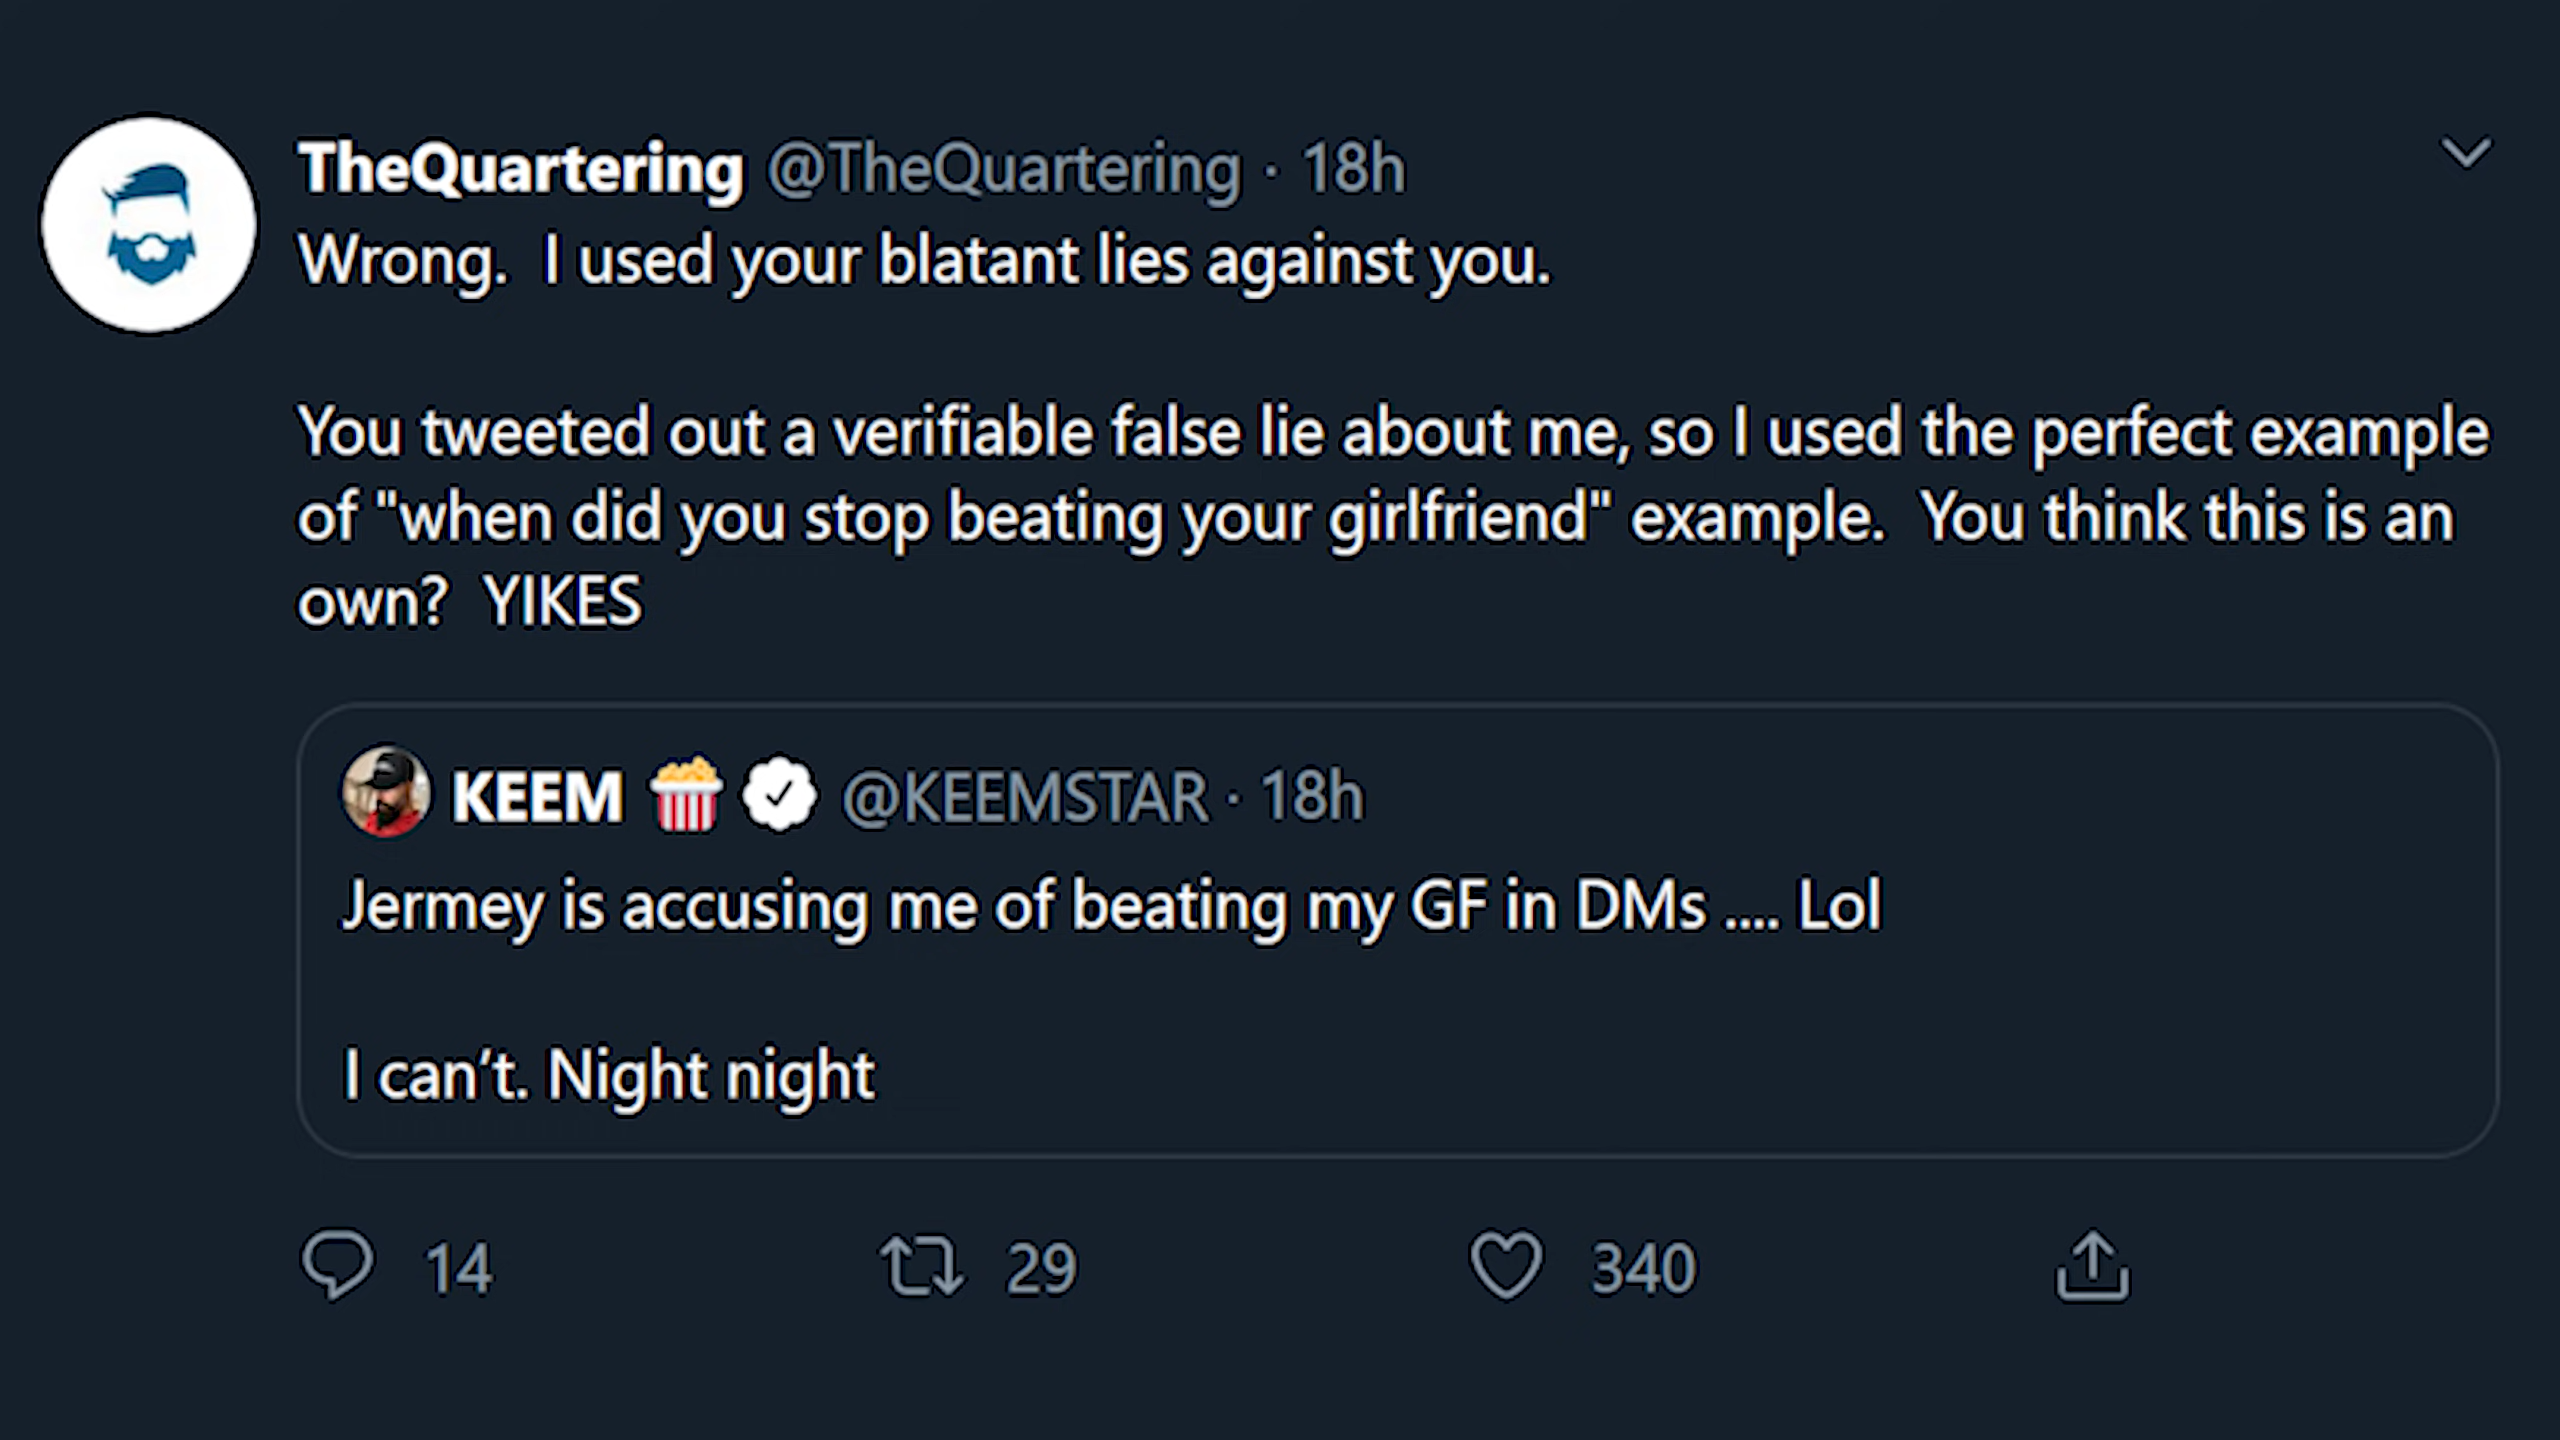 TheQuartering @TheQuartering · 18h
Wrong.  I used your blatant lies against you.
You tweeted out a verifiable false lie about me, so I used the perfect example
of "when did you stop beating your girlfriend" example.  You think this is an
own?  YIKES
KEEM 🍿 @KEEMSTAR · 18h
Jermey is accusing me of beating my GF in DMs .... Lol
I can’t. Night night
14 29 340